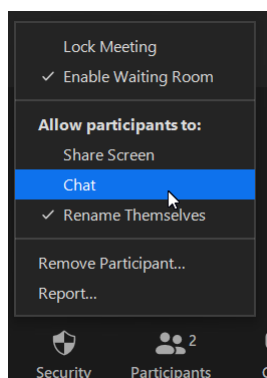 Lock Meeting
✓ Enable Waiting Room
Allow participants to:
Share Screen
Chat
✓ Rename Themselves
Remove Participant...
Report...
2
Security Participants